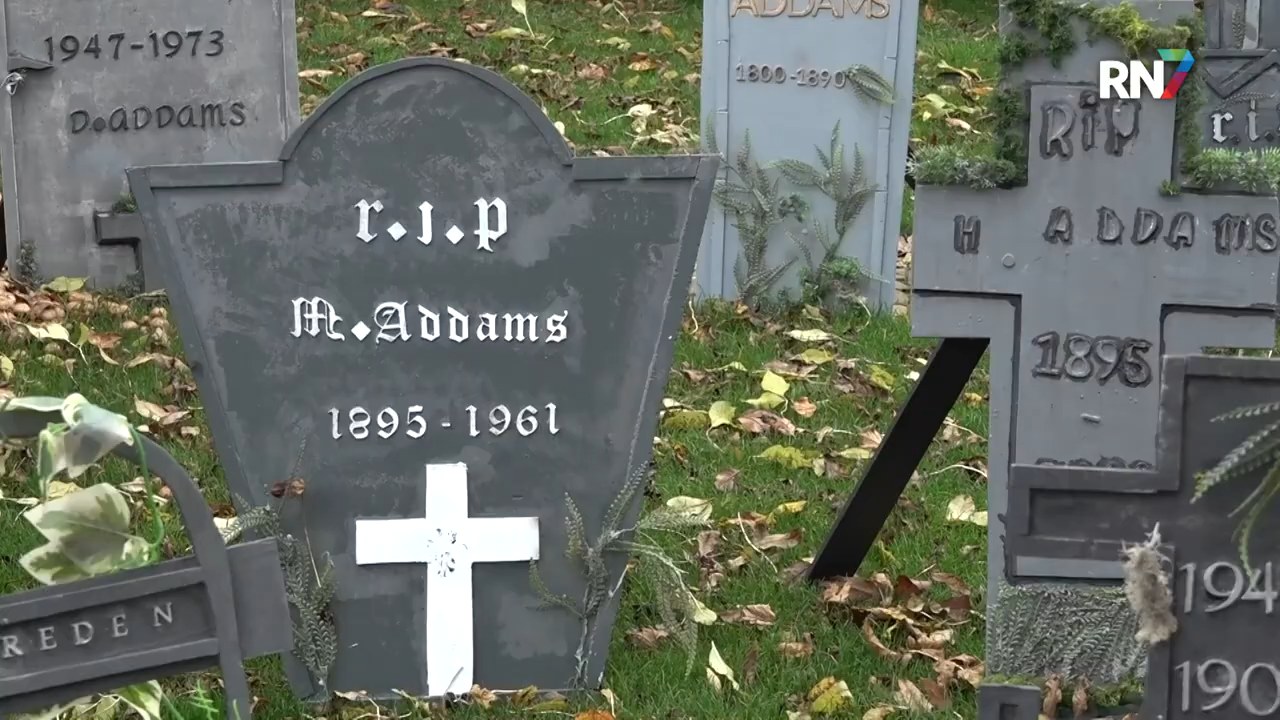 1947-1973
D.ADDAMS
r.i.p
M.Addams
1895-1961
ADDAMS
1800-1890
RN7
RiP
H ADDAMS
1895
-
r.i.
REDEN
194
190